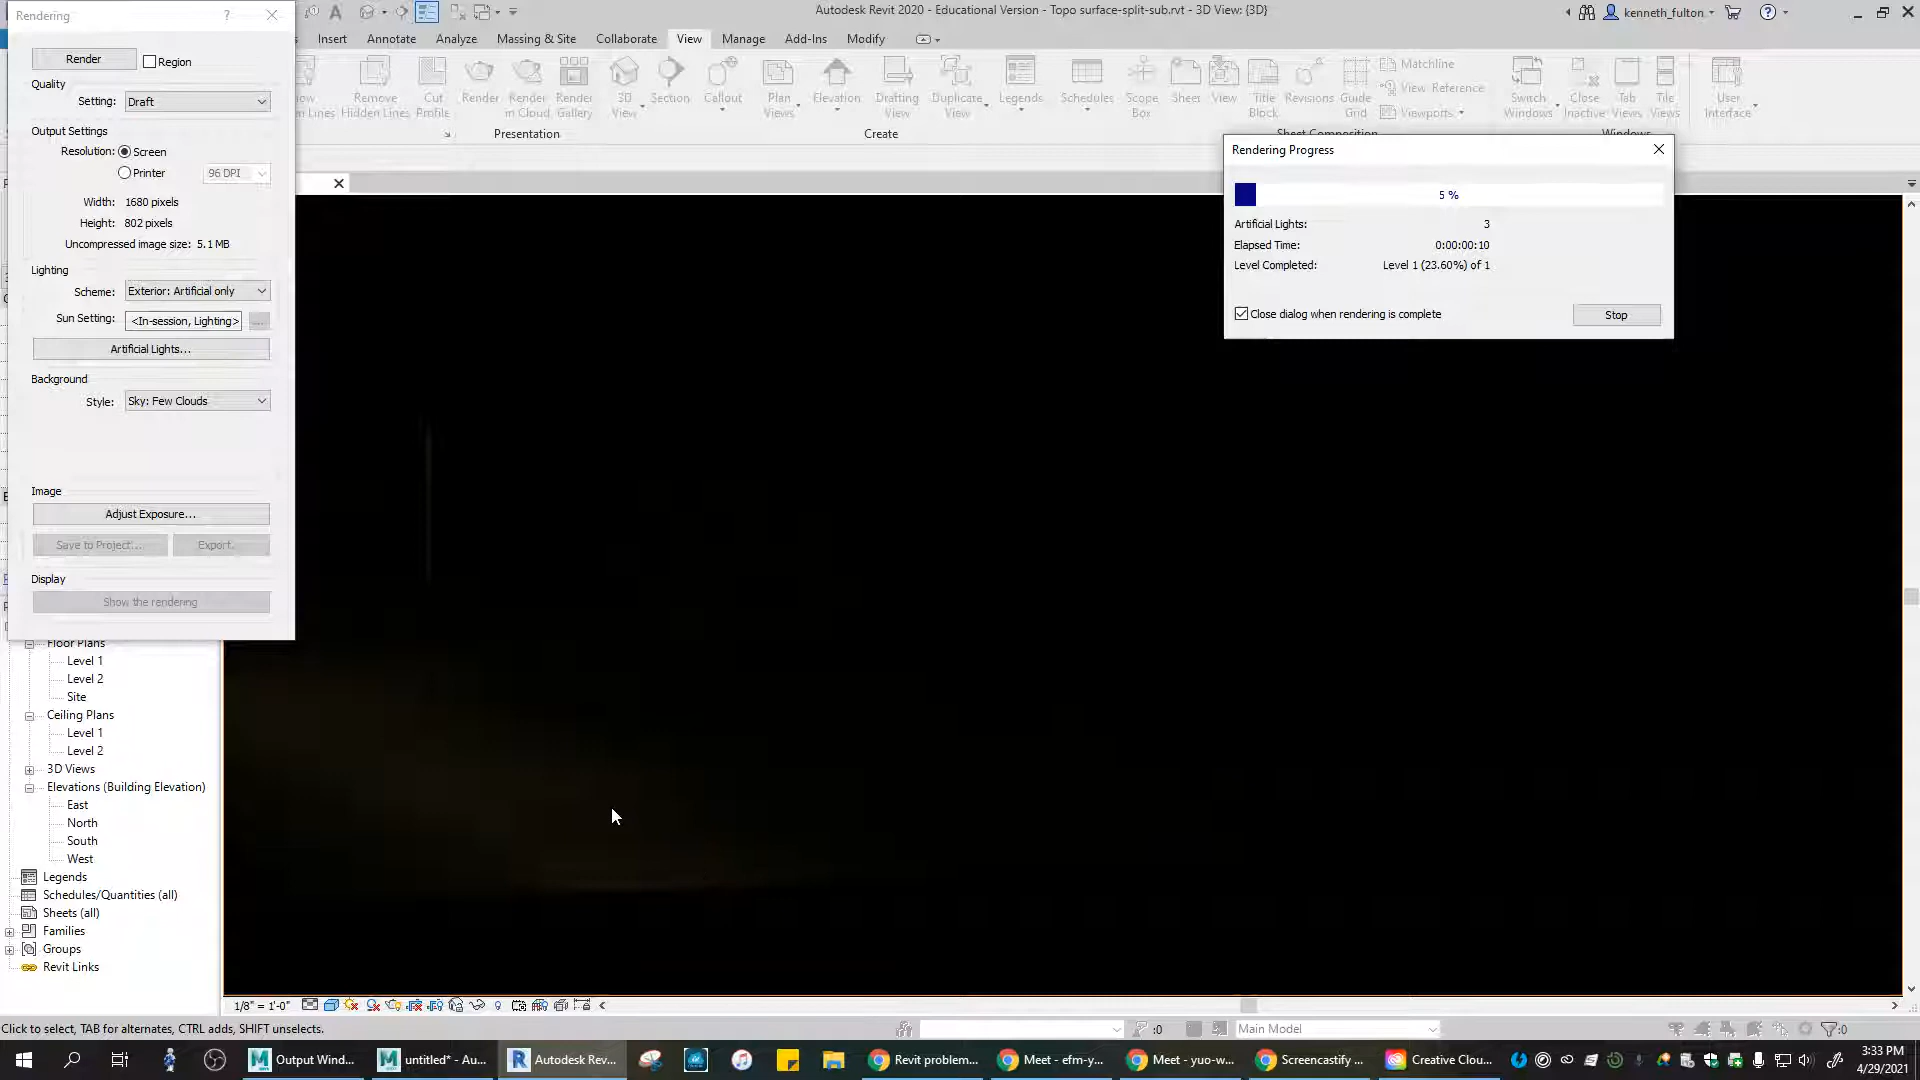 Rendering
Autodesk Revit 2020 - Educational Version - Topo surface-split-sub.rvt - 3D View: {3D}
kenneth_fulton
Insert Annotate Analyze Massing & Site Collaborate View Manage Add-Ins Modify
Render
Region
Quality
Setting: Draft
Output Settings
Resolution: Screen
Printer 96 DPI
Width: 1680 pixels
Height: 802 pixels
Uncompressed image size: 5.1 MB
Lighting
Scheme: Exterior: Artificial only
Sun Setting: <In-session, Lighting> ...
Artificial Lights...
Background
Style: Sky: Few Clouds
Image
Adjust Exposure...
Save to Project... Export.
Display
Show the rendering
Remove Hidden Lines
Cut Profile
Render
Render in Cloud
Render Gallery
3D View
Section
Callout
Plan Views
Elevation
Drafting View
Duplicate View
Legends
Schedules
Scope Box
Sheet
View
Title Block
Revisions
Guide Grid
Matchline
View Reference
Viewports
Switch Windows
Close Inactive
Tab Views
Tile Views
User Interface
Presentation Create Sheet Composition Windows
Rendering Progress
5 %
Artificial Lights: 3
Elapsed Time: 0:00:00:10
Level Completed: Level 1 (23.60%) of 1
Close dialog when rendering is complete
Stop
Floor Plans
Level 1
Level 2
Site
Ceiling Plans
Level 1
Level 2
3D Views
Elevations (Building Elevation)
East
North
South
West
Legends
Schedules/Quantities (all)
Sheets (all)
Families
Groups
Revit Links
1/8" = 1'-0"
Click to select, TAB for alternates, CTRL adds, SHIFT unselects.
:0
Main Model
:0
Output Wind...
untitled* - Au...
Autodesk Rev...
Revit problem...
Meet - efm-y...
Meet - yuo-w...
Screencastify ...
Creative Clou...
3:33 PM
4/29/2021